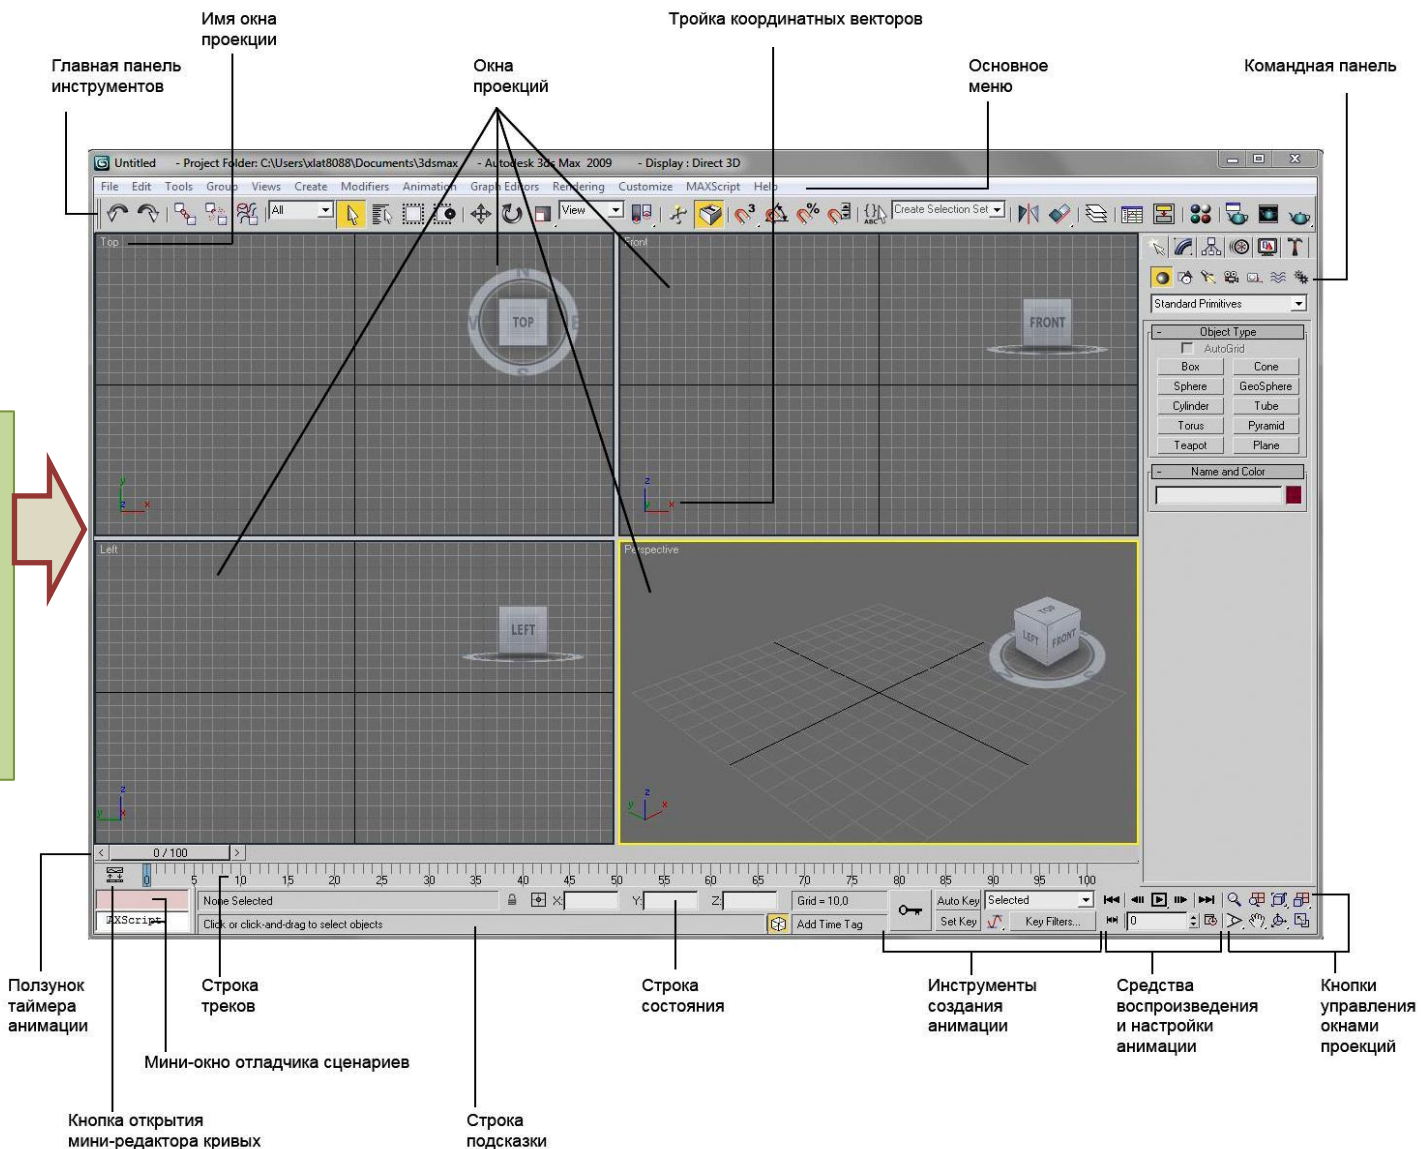 Имя окна
проекции
Тройка координатных векторов
Главная панель
инструментов
Окна
проекций
Основное
меню
Командная панель
Untitled - Project Folder: C:\Users\xlat8088\Documents\3dsmax - Autodesk 3ds Max 2009 - Display : Direct 3D
File Edit Tools Group Views Create Modifiers Animation Graph Editors Rendering Customize MAXScript Help
All
View
3
%
ABC
Create Selection Set
Top
N
TOP
E
S
y
z x
Front
FRONT
z
y x
Standard Primitives
- Object Type
AutoGrid
Box Cone
Sphere GeoSphere
Cylinder Tube
Torus Pyramid
Teapot Plane
- Name and Color
Left
LEFT
z
y x
Perspective
TOP
LEFT FRONT
S
z
y x
< 0 / 100 >
0 5 10 15 20 25 30 35 40 45 50 55 60 65 70 75 80 85 90 95 100
None Selected X: Y: Z: Grid = 10,0 Auto Key Selected
AXScript Click or click-and-drag to select objects Add Time Tag Set Key Key Filters... 0
Ползунок
таймера
анимации
Строка
треков
Строка
состояния
Инструменты
создания
анимации
Средства
воспроизведения
и настройки
анимации
Кнопки
управления
окнами
проекций
Мини-окно отладчика сценариев
Кнопка открытия
мини-редактора кривых
Строка
подсказки